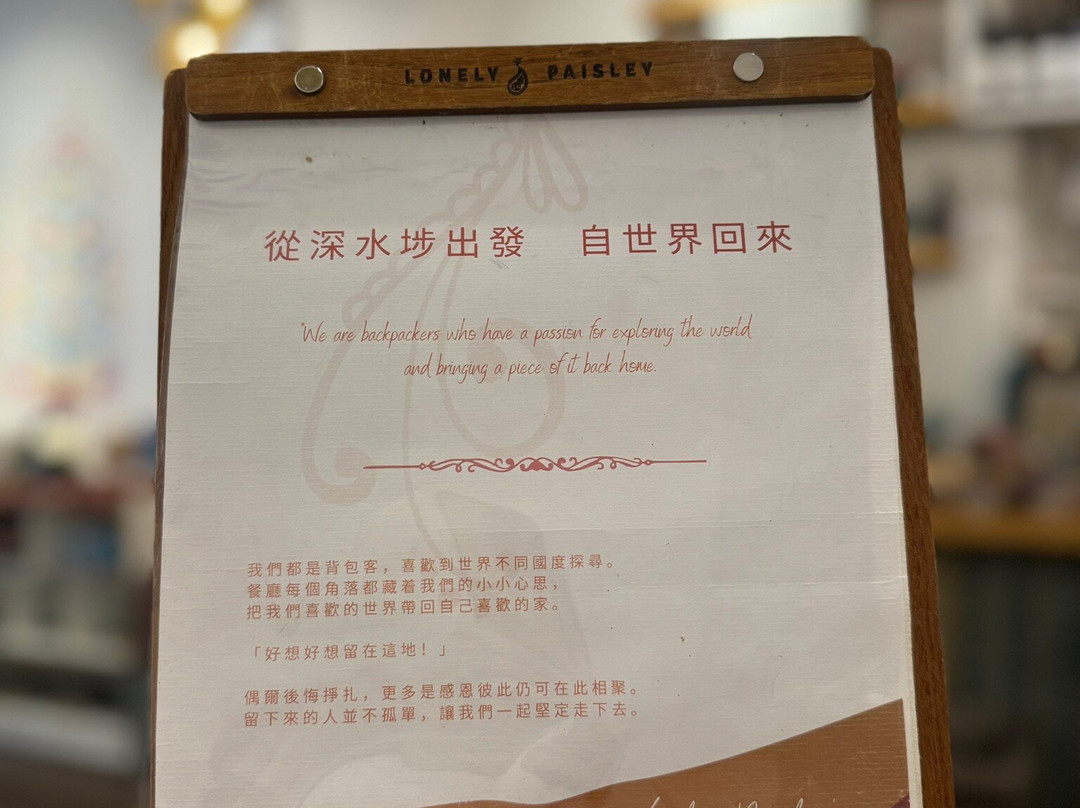 LONELY PAISLEY
從深水埗出發 自世界回來
"We are backpackers who have a passion for exploring the world
and bringing a piece of it back home.
我們都是背包客，喜歡到世界不同國度探尋。
餐廳每個角落都藏着我們的小小心思，
把我們喜歡的世界帶回自己喜歡的家。
「好想好想留在這地！」
偶爾後悔掙扎，更多是感恩彼此仍可在此相聚。
留下來的人並不孤單，讓我們一起堅定走下去。